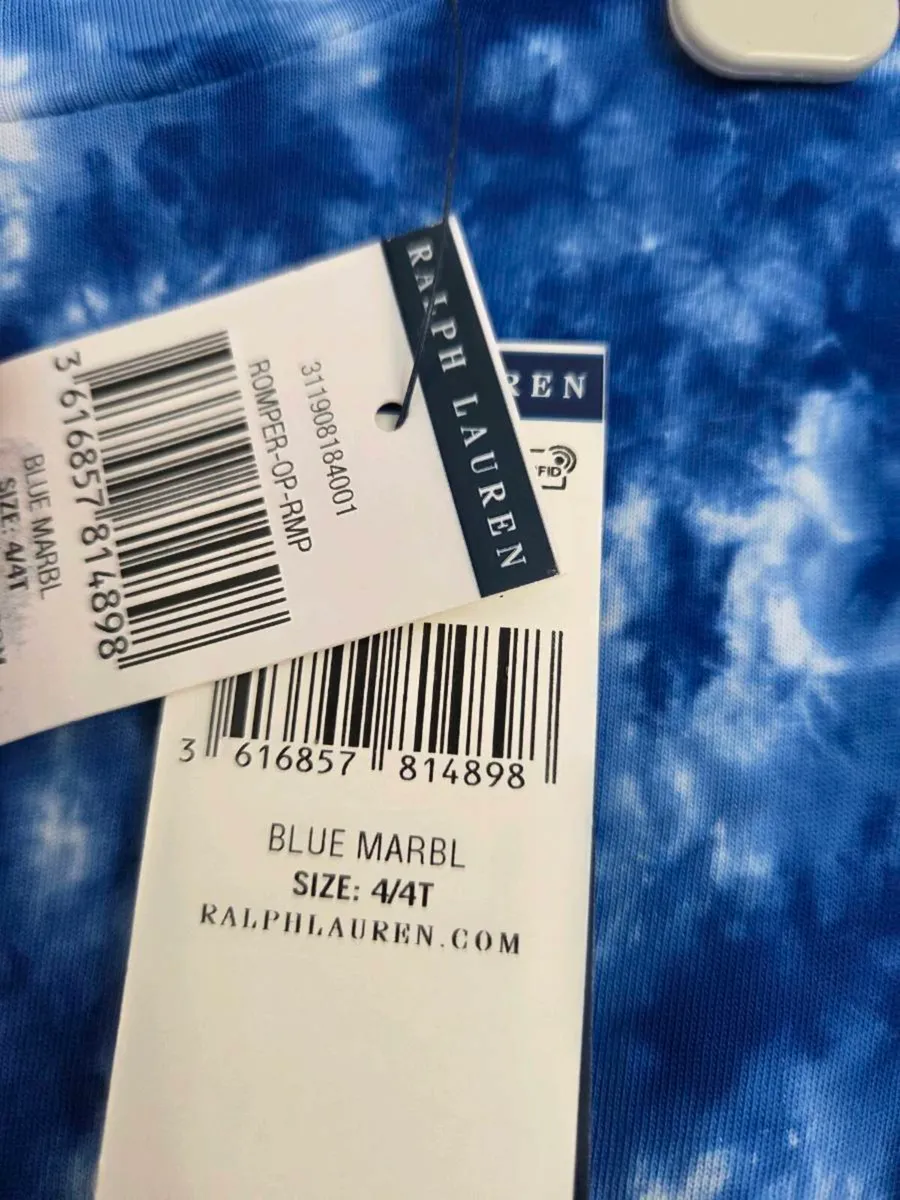 RALPH LAUREN
311908184001
ROMPER-OP-RMP
3 616857 814898
BLUE MARBL
SIZE: 4/4T
REN
FID
3 616857 814898
BLUE MARBL
SIZE: 4/4T
RALPHLAUREN.COM